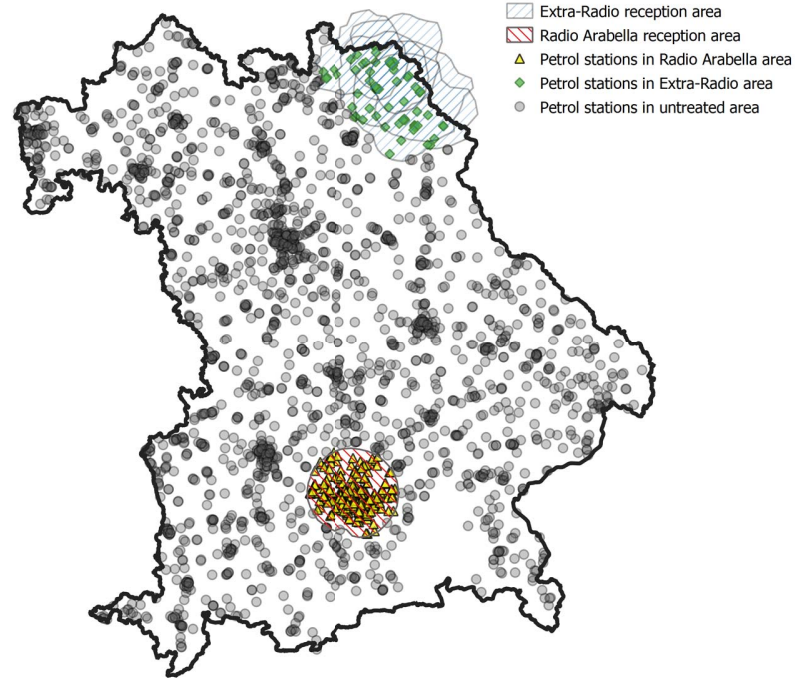 Extra-Radio reception area
Radio Arabella reception area
Petrol stations in Radio Arabella area
Petrol stations in Extra-Radio area
Petrol stations in untreated area